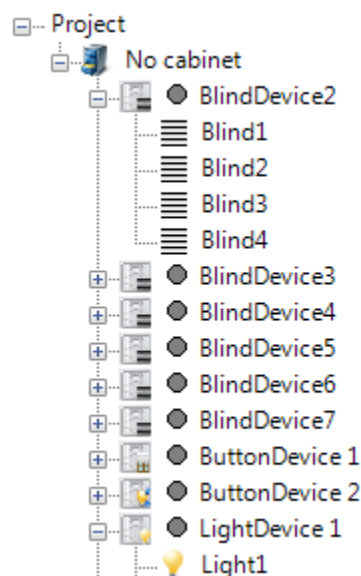 Project
No cabinet
BlindDevice2
Blind1
Blind2
Blind3
Blind4
BlindDevice3
BlindDevice4
BlindDevice5
BlindDevice6
BlindDevice7
ButtonDevice 1
ButtonDevice 2
LightDevice 1
Light1